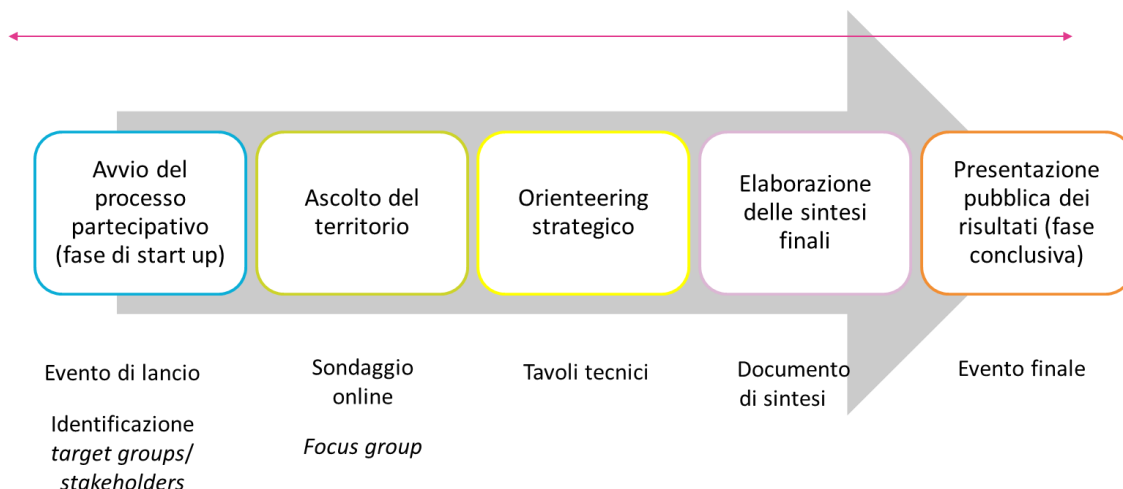 Avvio del
processo
partecipativo
(fase di start up)
Ascolto del
territorio
Orienteering
strategico
Elaborazione
delle sintesi
finali
Presentazione
pubblica dei
risultati (fase
conclusiva)
Evento di lancio
Identificazione
target groups/
stakeholders
Sondaggio
online
Focus group
Tavoli tecnici
Documento
di sintesi
Evento finale